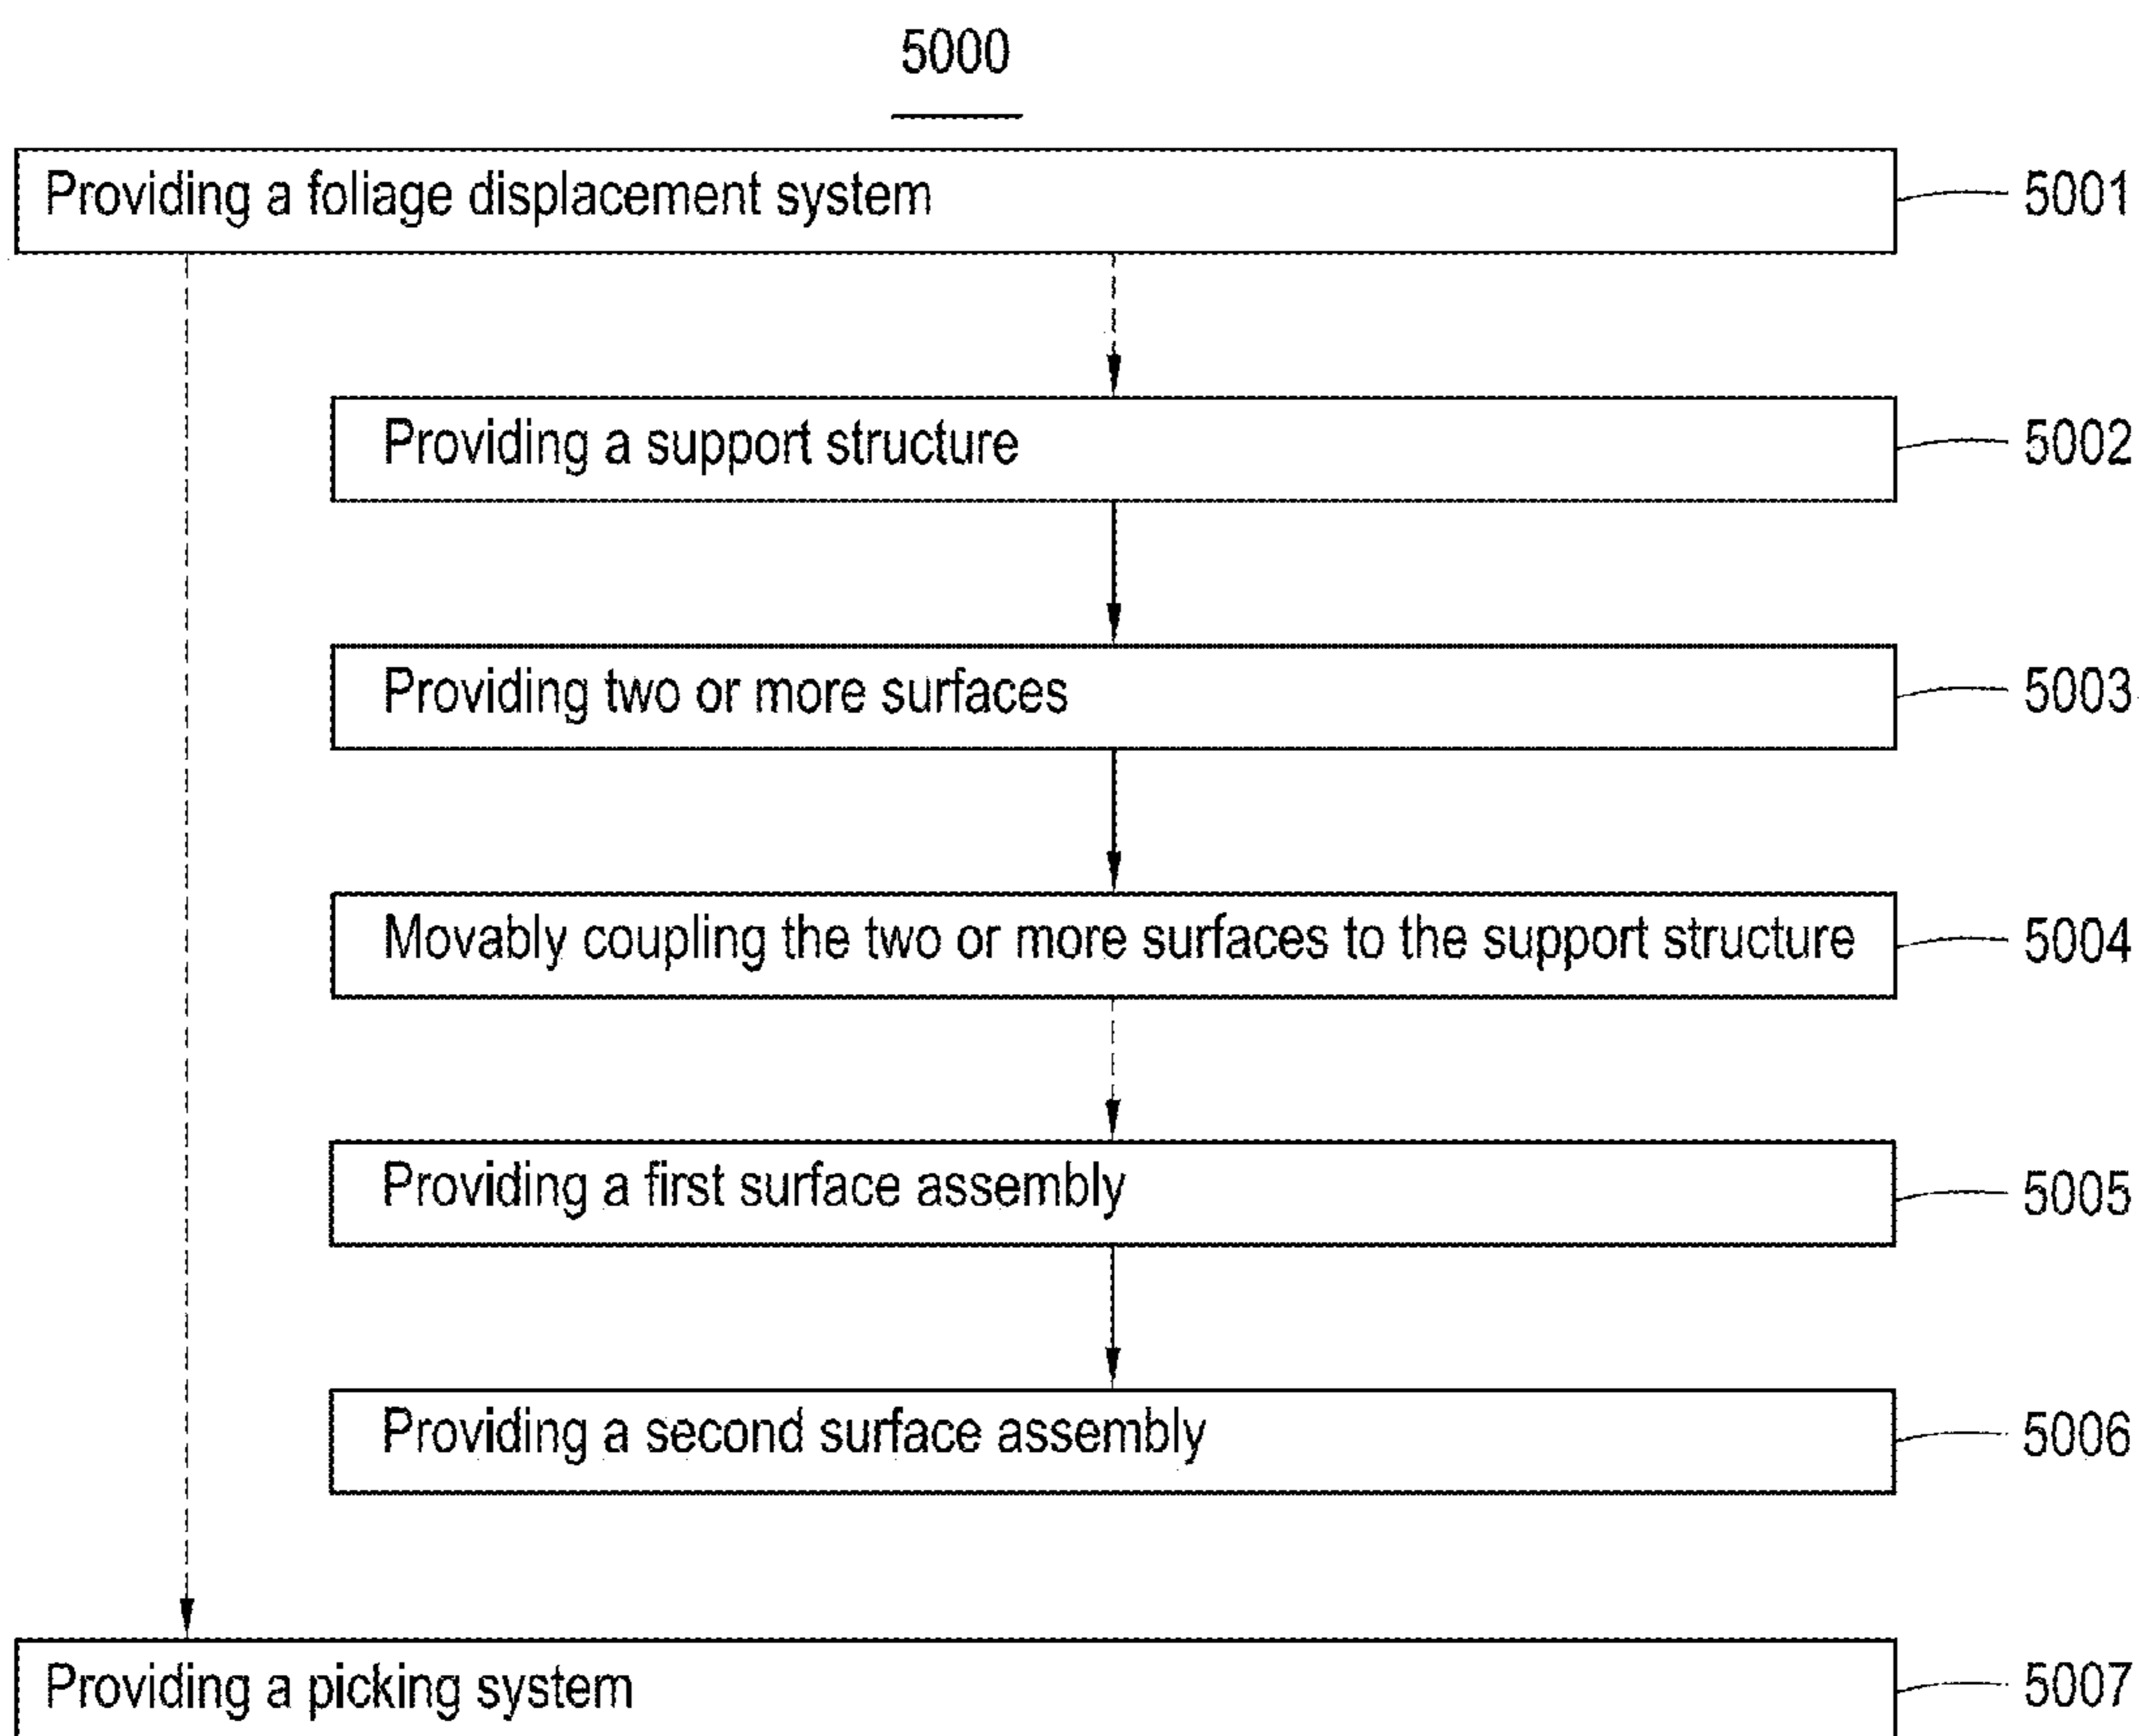 5000
Providing a foliage displacement system 5001
Providing a support structure 5002
Providing two or more surfaces 5003
Movably coupling the two or more surfaces to the support structure 5004
Providing a first surface assembly 5005
Providing a second surface assembly 5006
Providing a picking system 5007